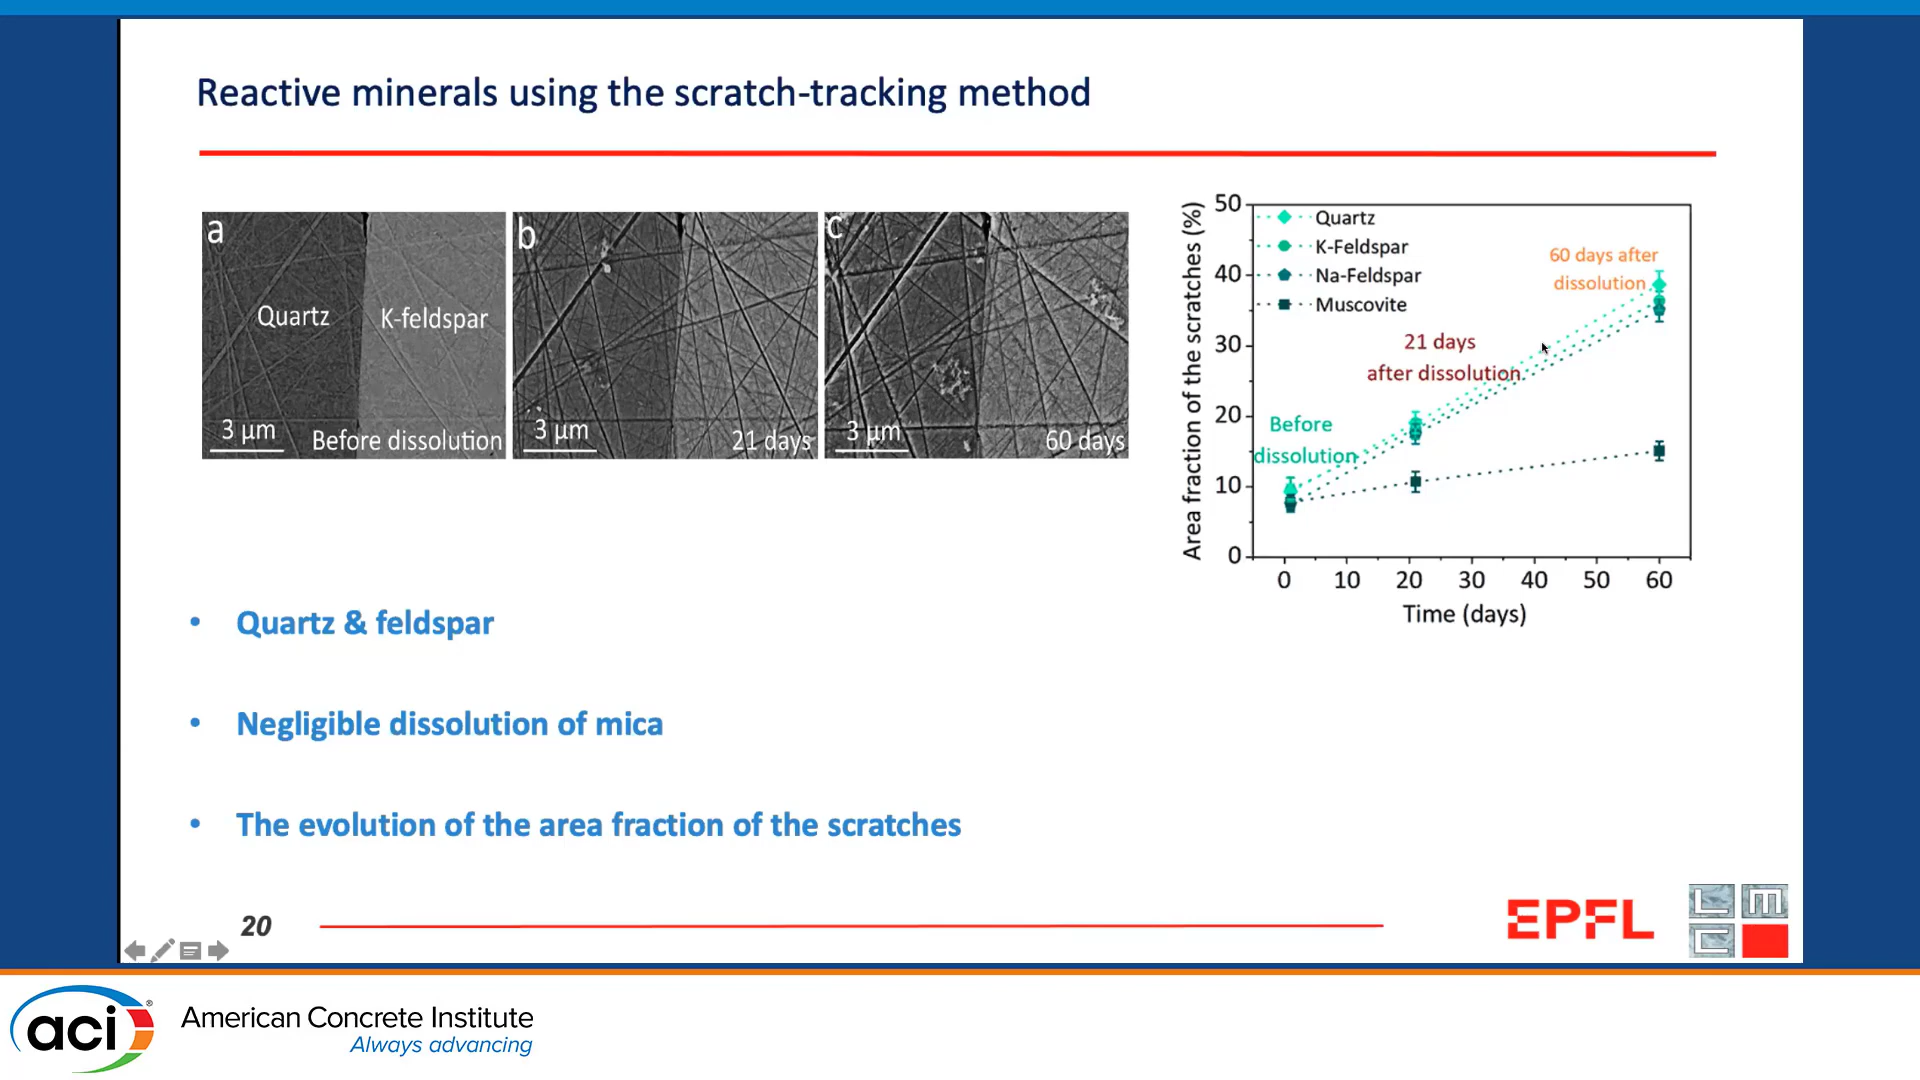 Reactive minerals using the scratch-tracking method
a
Quartz
K-feldspar
3 μm
Before dissolution
b
3 μm
21 days
c
3 μm
60 days
Area fraction of the scratches (%)
50
40
30
20
10
0
Quartz
K-Feldspar
Na-Feldspar
Muscovite
Before
dissolution
21 days
after dissolution
60 days after
dissolution
0 10 20 30 40 50 60
Time (days)
• Quartz & feldspar
• Negligible dissolution of mica
• The evolution of the area fraction of the scratches
20
EPFL
L M
C
aci®
American Concrete Institute
Always advancing